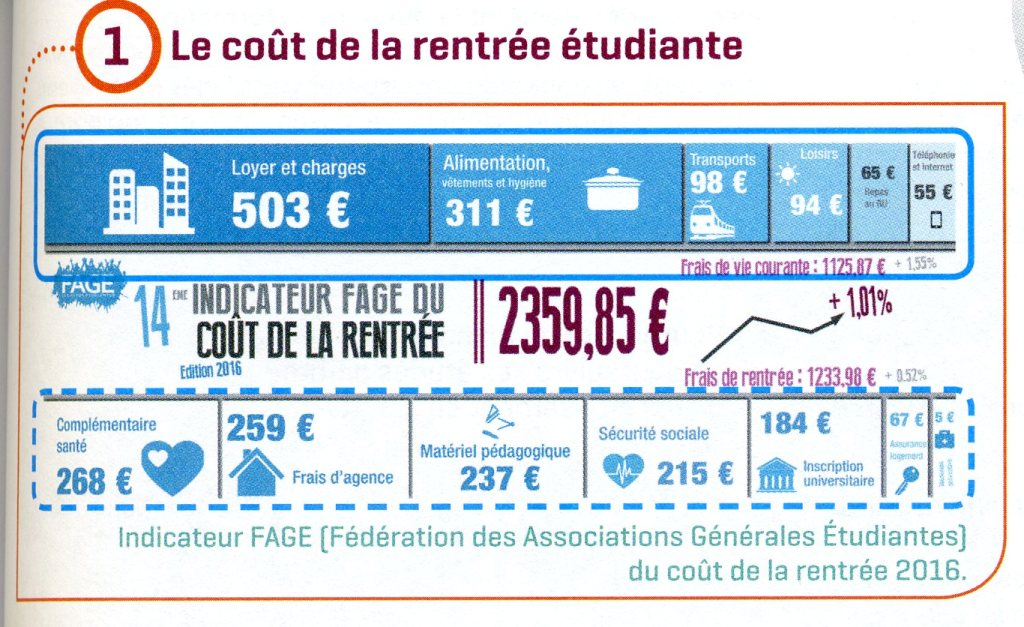 1 Le coût de la rentrée étudiante
Loyer et charges
503 €
Alimentation,
vêtements et hygiène
311 €
Transports
98 €
Loisirs
94 €
65 €
Repas
au RU
Téléphonie
et internet
55 €
Frais de vie courante : 1125,87 € + 1,55%
FAGE
14 EME INDICATEUR FAGE DU
COÛT DE LA RENTRÉE
Edition 2016
2359,85 €
+ 1,01%
Frais de rentrée : 1233,98 € + 0.52%
Complémentaire
santé
268 €
259 €
Frais d'agence
Matériel pédagogique
237 €
Sécurité sociale
215 €
184 €
Inscription
universitaire
67 €
Assurance
logement
5 €
Indicateur FAGE (Fédération des Associations Générales Étudiantes)
du coût de la rentrée 2016.